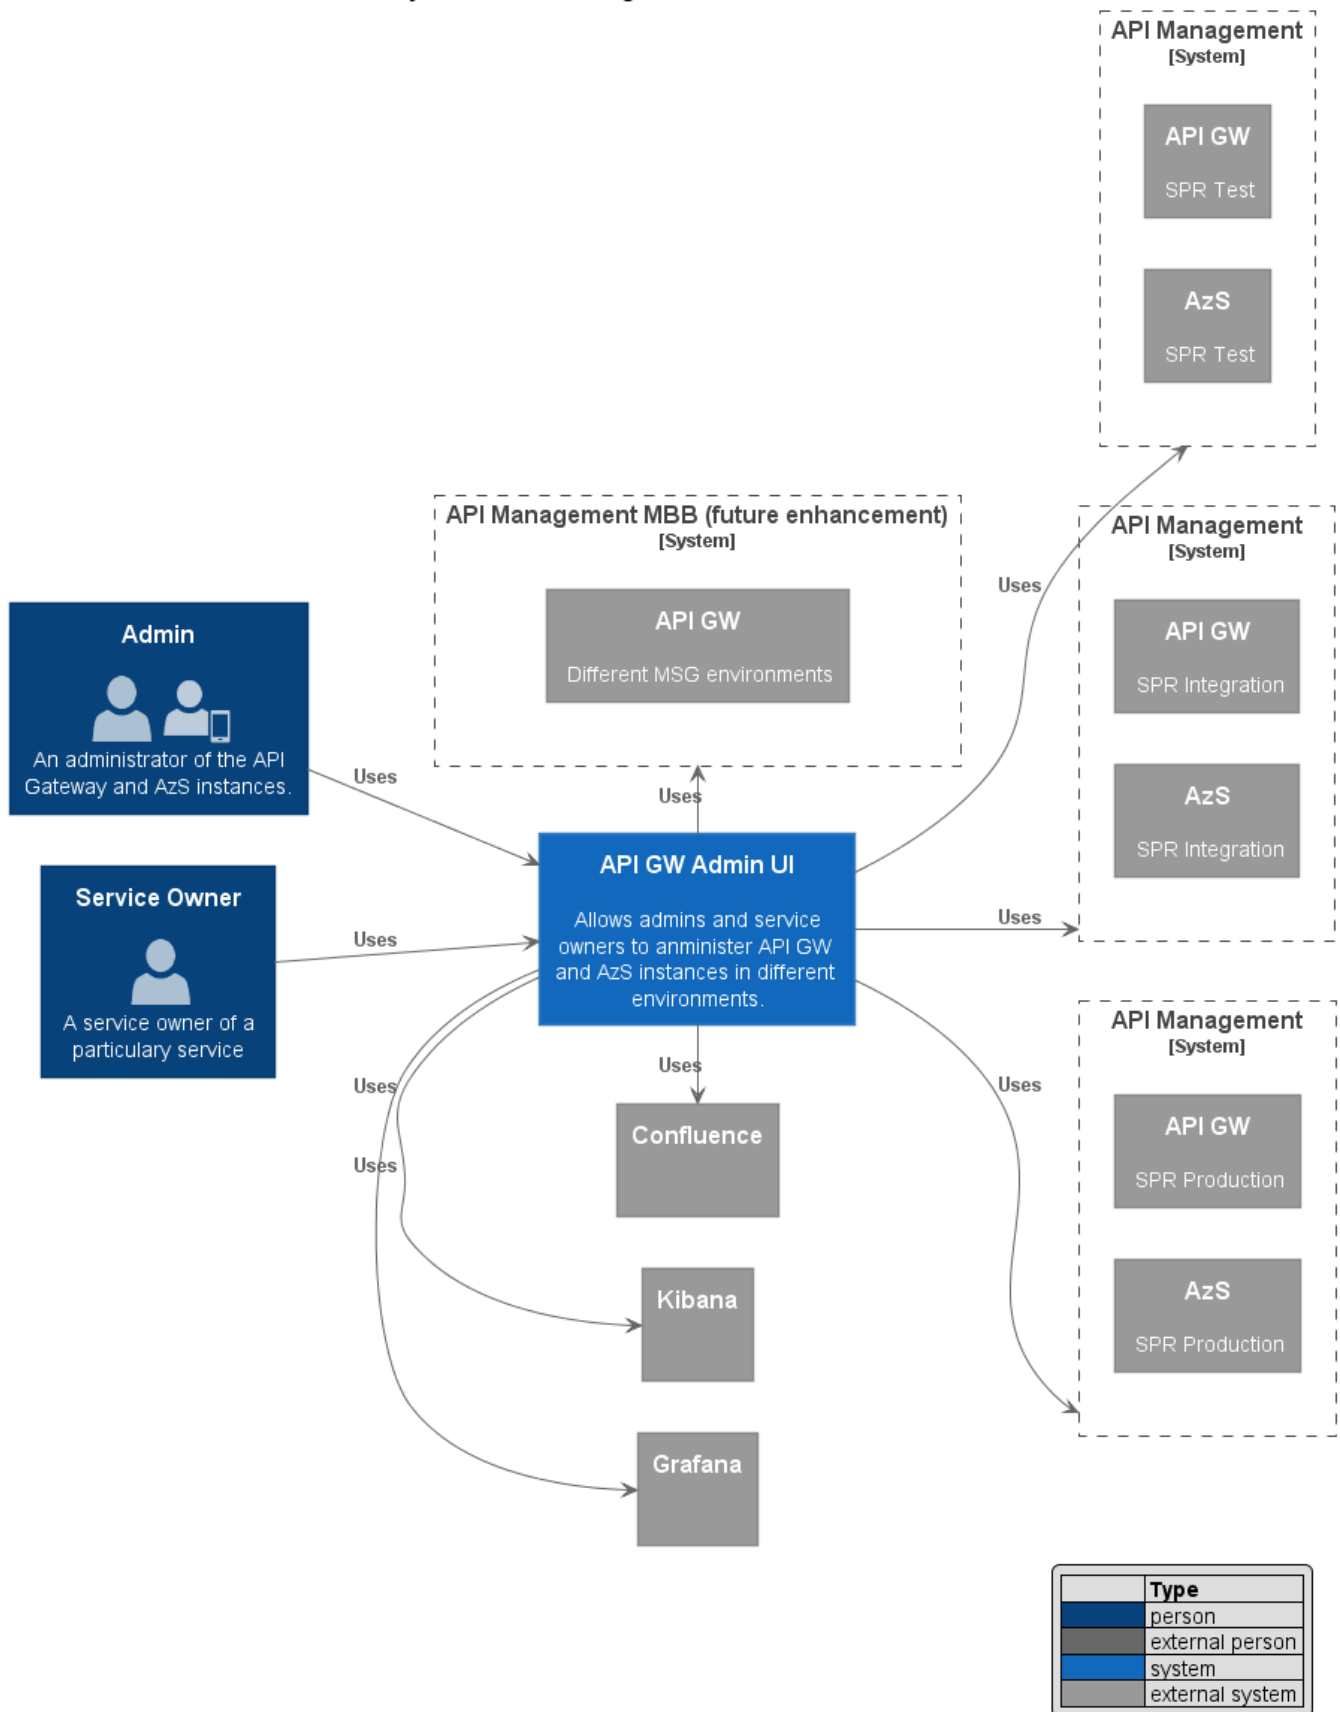 API Management
[System]
API GW
SPR Test
AzS
SPR Test
API Management MBB (future enhancement)
[System]
API GW
Different MSG environments
Uses
API Management
[System]
API GW
SPR Integration
AzS
SPR Integration
Admin
An administrator of the API
Gateway and AzS instances.
Uses
Uses
Service Owner
A service owner of a
particulary service
Uses
API GW Admin UI
Allows admins and service
owners to anminister API GW
and AzS instances in different
environments.
Uses
API Management
[System]
API GW
SPR Production
AzS
SPR Production
Uses
Uses
Uses
Uses
Confluence
Kibana
Grafana
Type
person
external person
system
external system